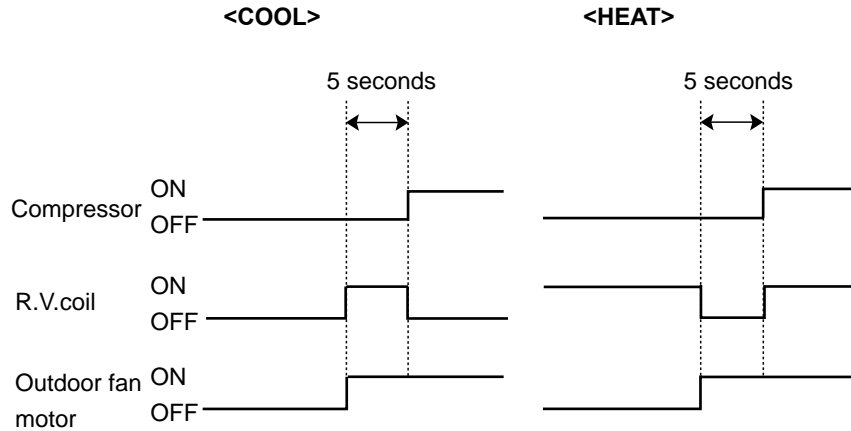 <COOL> <HEAT>
5 seconds 5 seconds
ON
Compressor
OFF
ON
R.V.coil
OFF
Outdoor fan ON
motor OFF